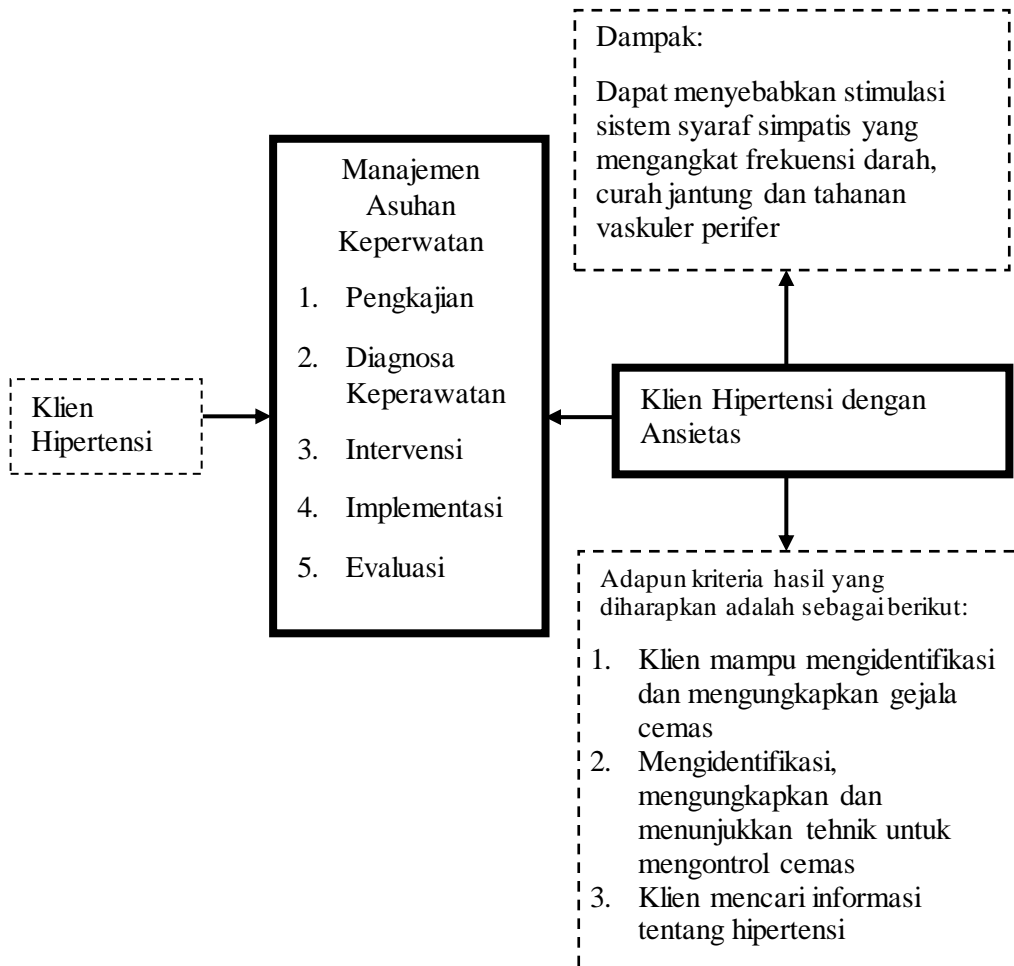 Klien
Hipertensi
Manajemen
Asuhan
Keperwatan
1. Pengkajian
2. Diagnosa
Keperawatan
3. Intervensi
4. Implementasi
5. Evaluasi
Dampak:
Dapat menyebabkan stimulasi
sistem syaraf simpatis yang
mengangkat frekuensi darah,
curah jantung dan tahanan
vaskuler perifer
Klien Hipertensi dengan
Ansietas
Adapun kriteria hasil yang
diharapkan adalah sebagai berikut:
1. Klien mampu mengidentifikasi
dan mengungkapkan gejala
cemas
2. Mengidentifikasi,
mengungkapkan dan
menunjukkan tehnik untuk
mengontrol cemas
3. Klien mencari informasi
tentang hipertensi